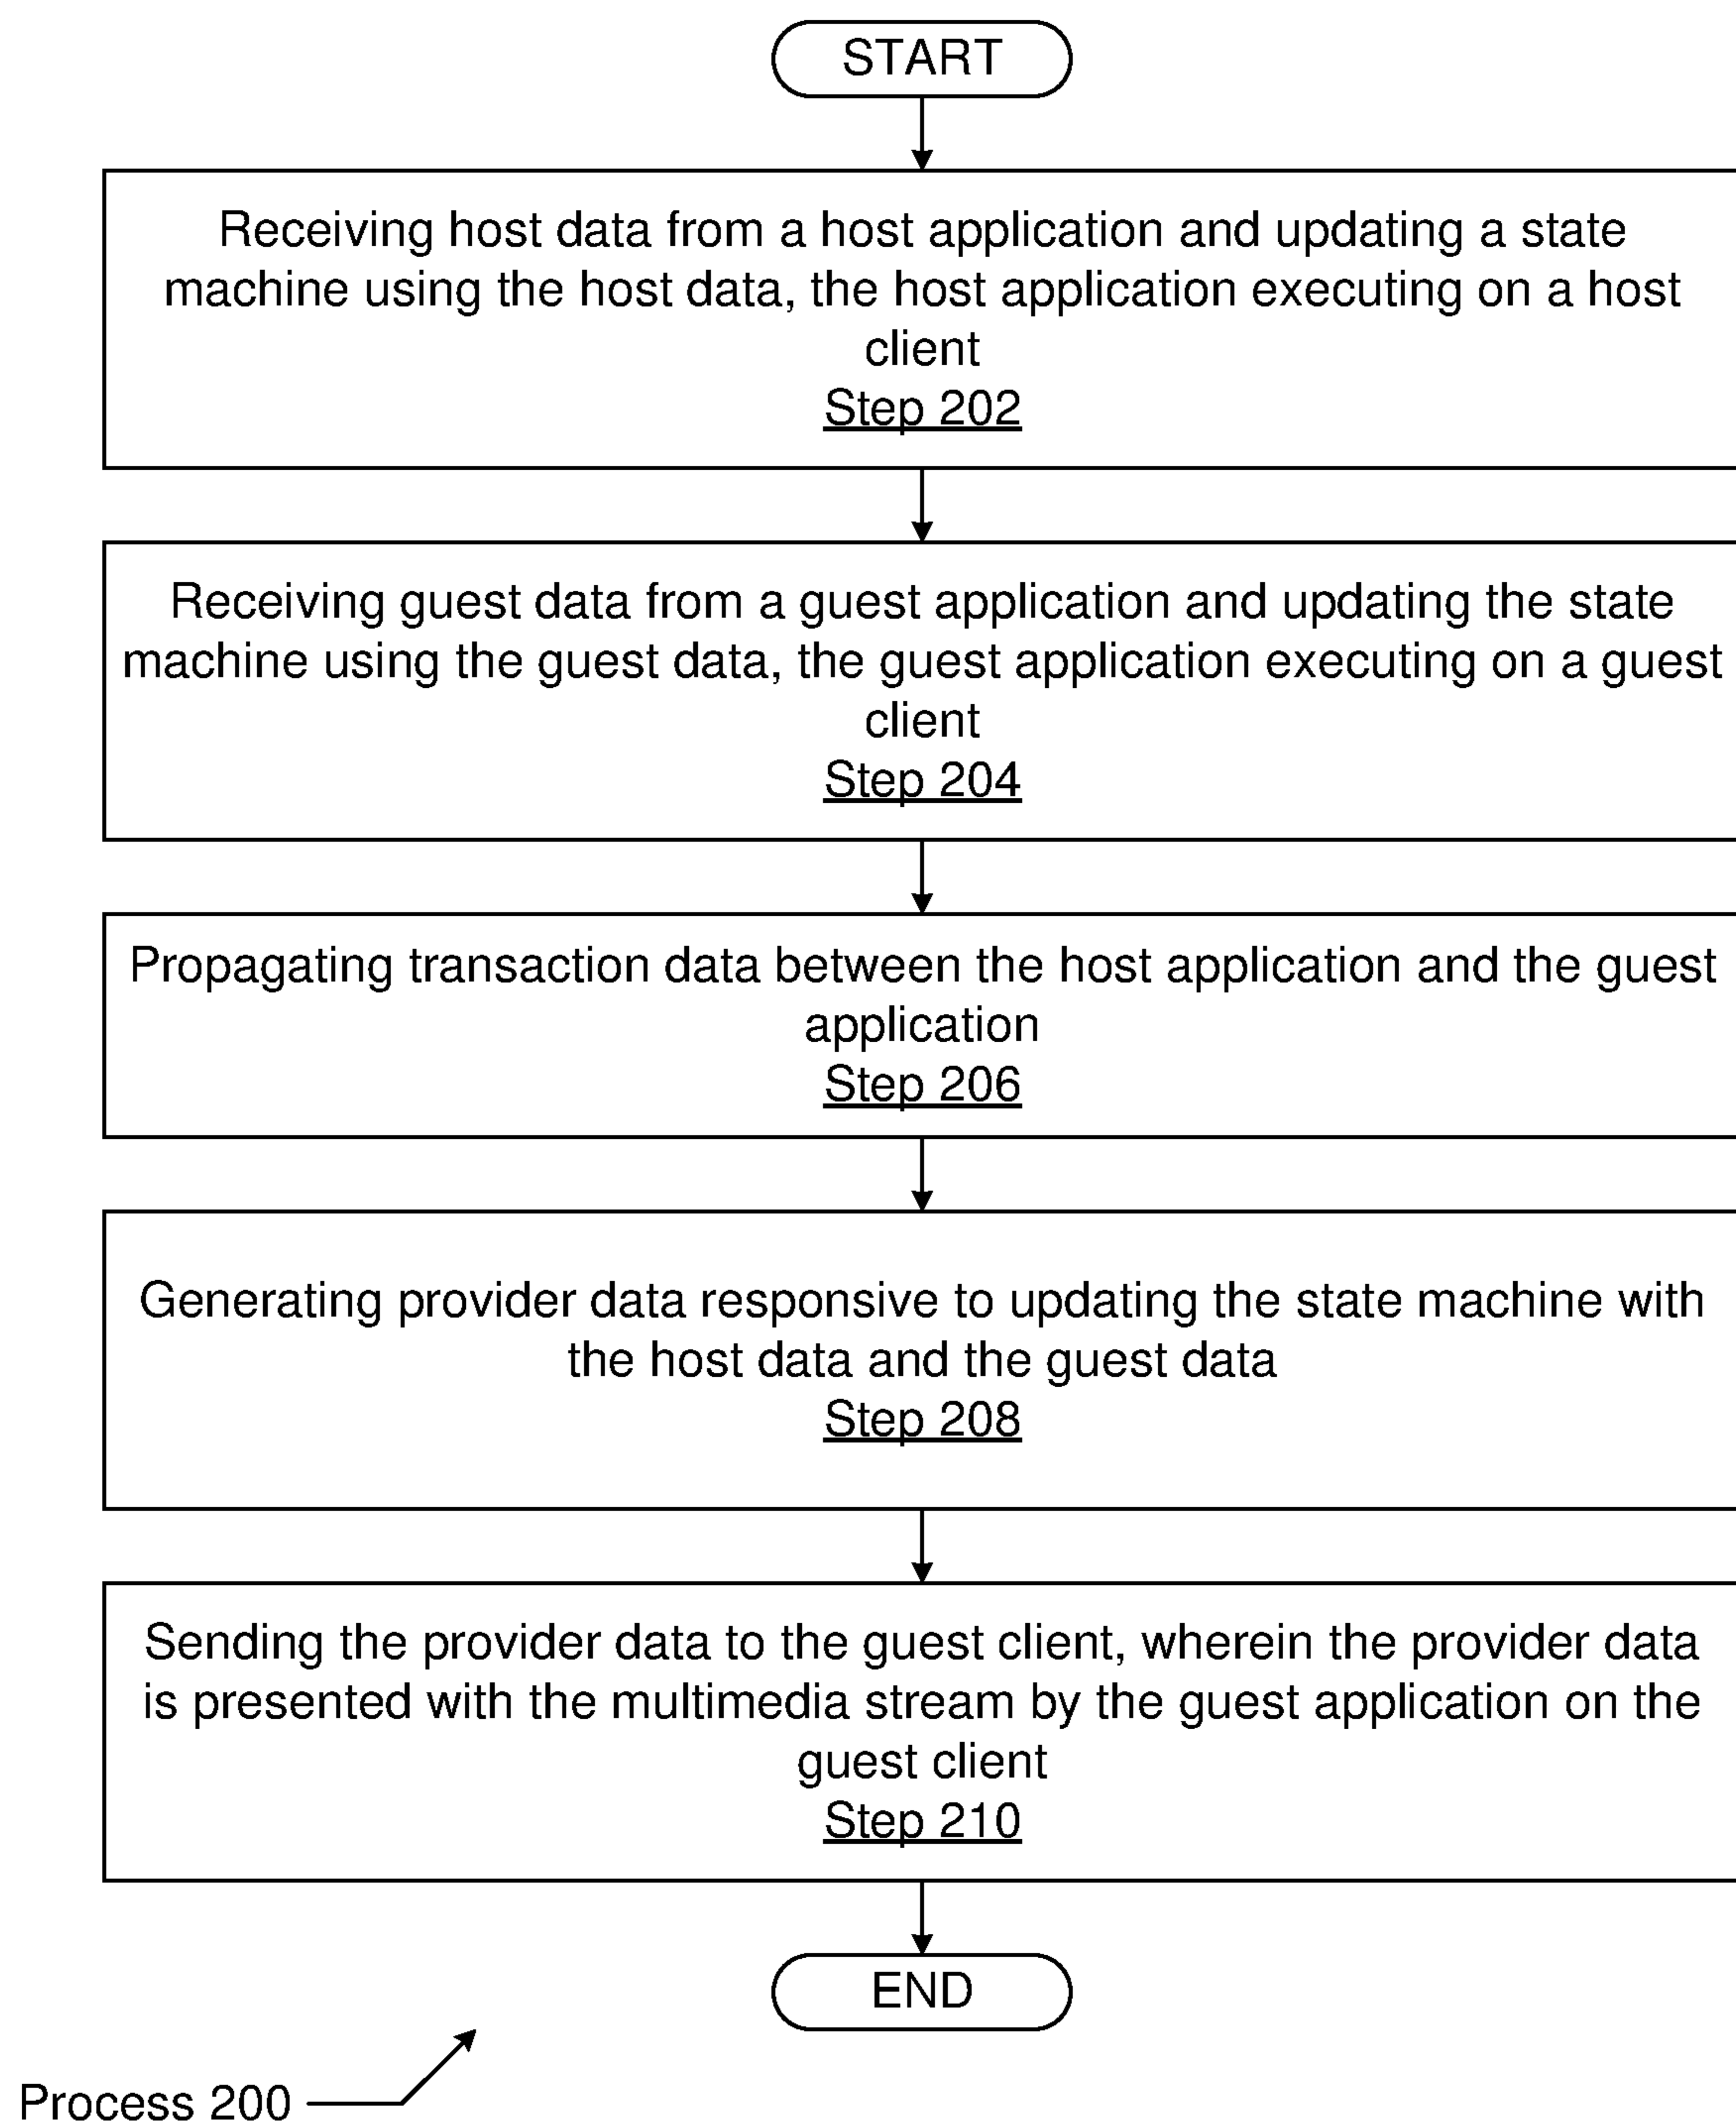 START
Receiving host data from a host application and updating a state
machine using the host data, the host application executing on a host
client
Step 202
Receiving guest data from a guest application and updating the state
machine using the guest data, the guest application executing on a guest
client
Step 204
Propagating transaction data between the host application and the guest
application
Step 206
Generating provider data responsive to updating the state machine with
the host data and the guest data
Step 208
Sending the provider data to the guest client, wherein the provider data
is presented with the multimedia stream by the guest application on the
guest client
Step 210
END
Process 200